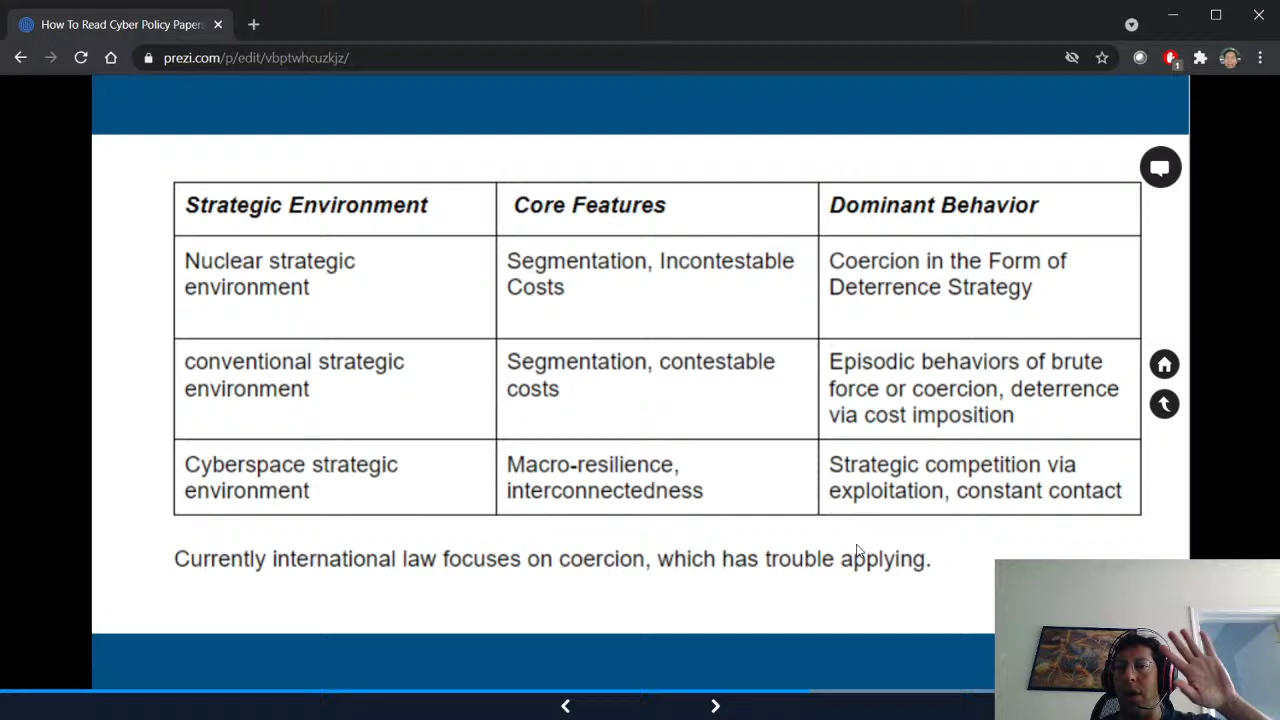 How To Read Cyber Policy Paper
prezi.com/p/edit/vbptwhcuzkjz/
1
Strategic Environment
Core Features
Dominant Behavior
Nuclear strategic
environment
Segmentation, Incontestable
Costs
Coercion in the Form of
Deterrence Strategy
conventional strategic
environment
Segmentation, contestable
costs
Episodic behaviors of brute
force or coercion, deterrence
via cost imposition
Cyberspace strategic
environment
Macro-resilience,
interconnectedness
Strategic competition via
exploitation, constant contact
Currently international law focuses on coercion, which has trouble applying.